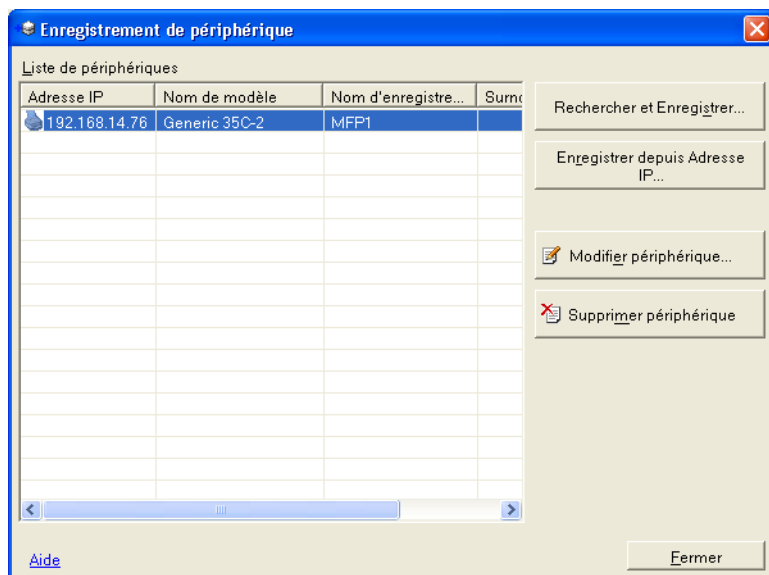 Enregistrement de périphérique
Liste de périphériques
Adresse IP Nom de modèle Nom d'enregistre... Surno
192.168.14.76 Generic 35C-2 MFP1
Rechercher et Enregistrer...
Enregistrer depuis Adresse
IP...
Modifier périphérique...
Supprimer périphérique
Aide
Fermer